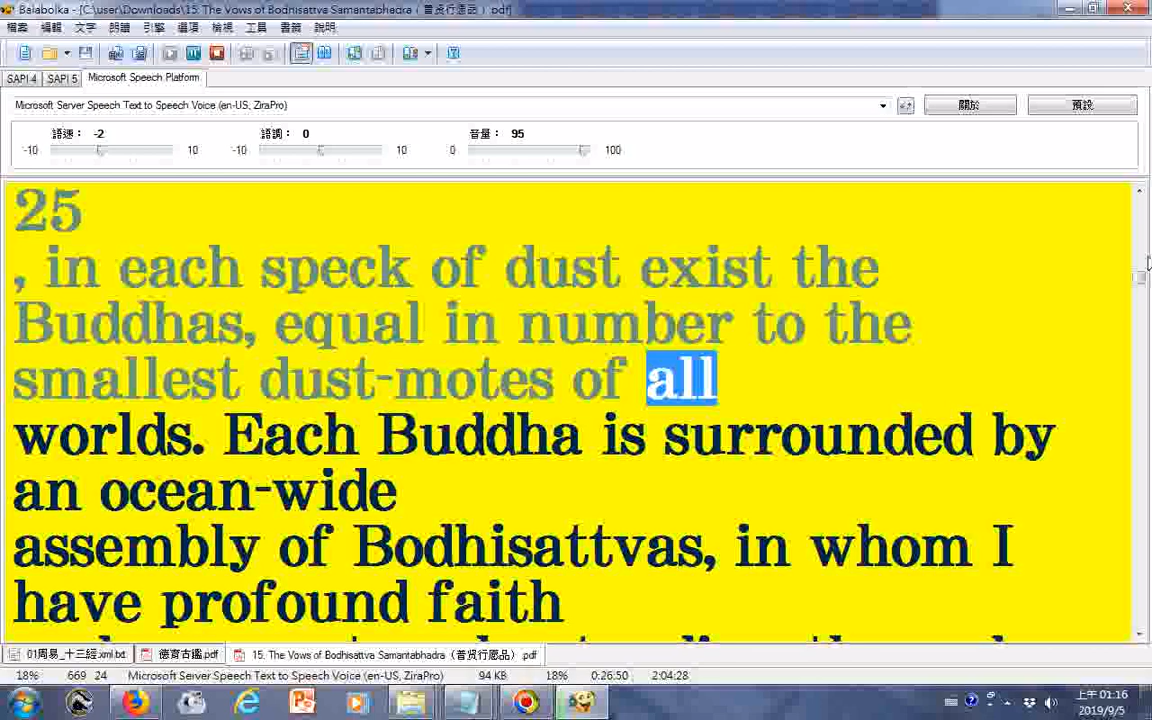 Balabolka - [C:\user\Downloads\15. The Vows of Bodhisattva Samantabhadra（普賢行愿品）.pdf]
檔案 編輯 文字 朗讀 引擎 選項 檢視 工具 書籤 說明
SAPI 4 SAPI 5 Microsoft Speech Platform
Microsoft Server Speech Text to Speech Voice (en-US, ZiraPro) 關於 預設
語速： -2 語調： 0 音量： 95
-10 10 -10 10 0 100
25
, in each speck of dust exist the
Buddhas, equal in number to the
smallest dust-motes of all
worlds. Each Buddha is surrounded by
an ocean-wide
assembly of Bodhisattvas, in whom I
have profound faith
01周易_十三經.xml.txt 德育古鑑.pdf 15. The Vows of Bodhisattva Samantabhadra（普賢行愿品）.pdf
18% 669 24 Microsoft Server Speech Text to Speech Voice (en-US, ZiraPro) 94 KB 18% 0:26:50 2:04:28
上午 01:16
2019/9/5